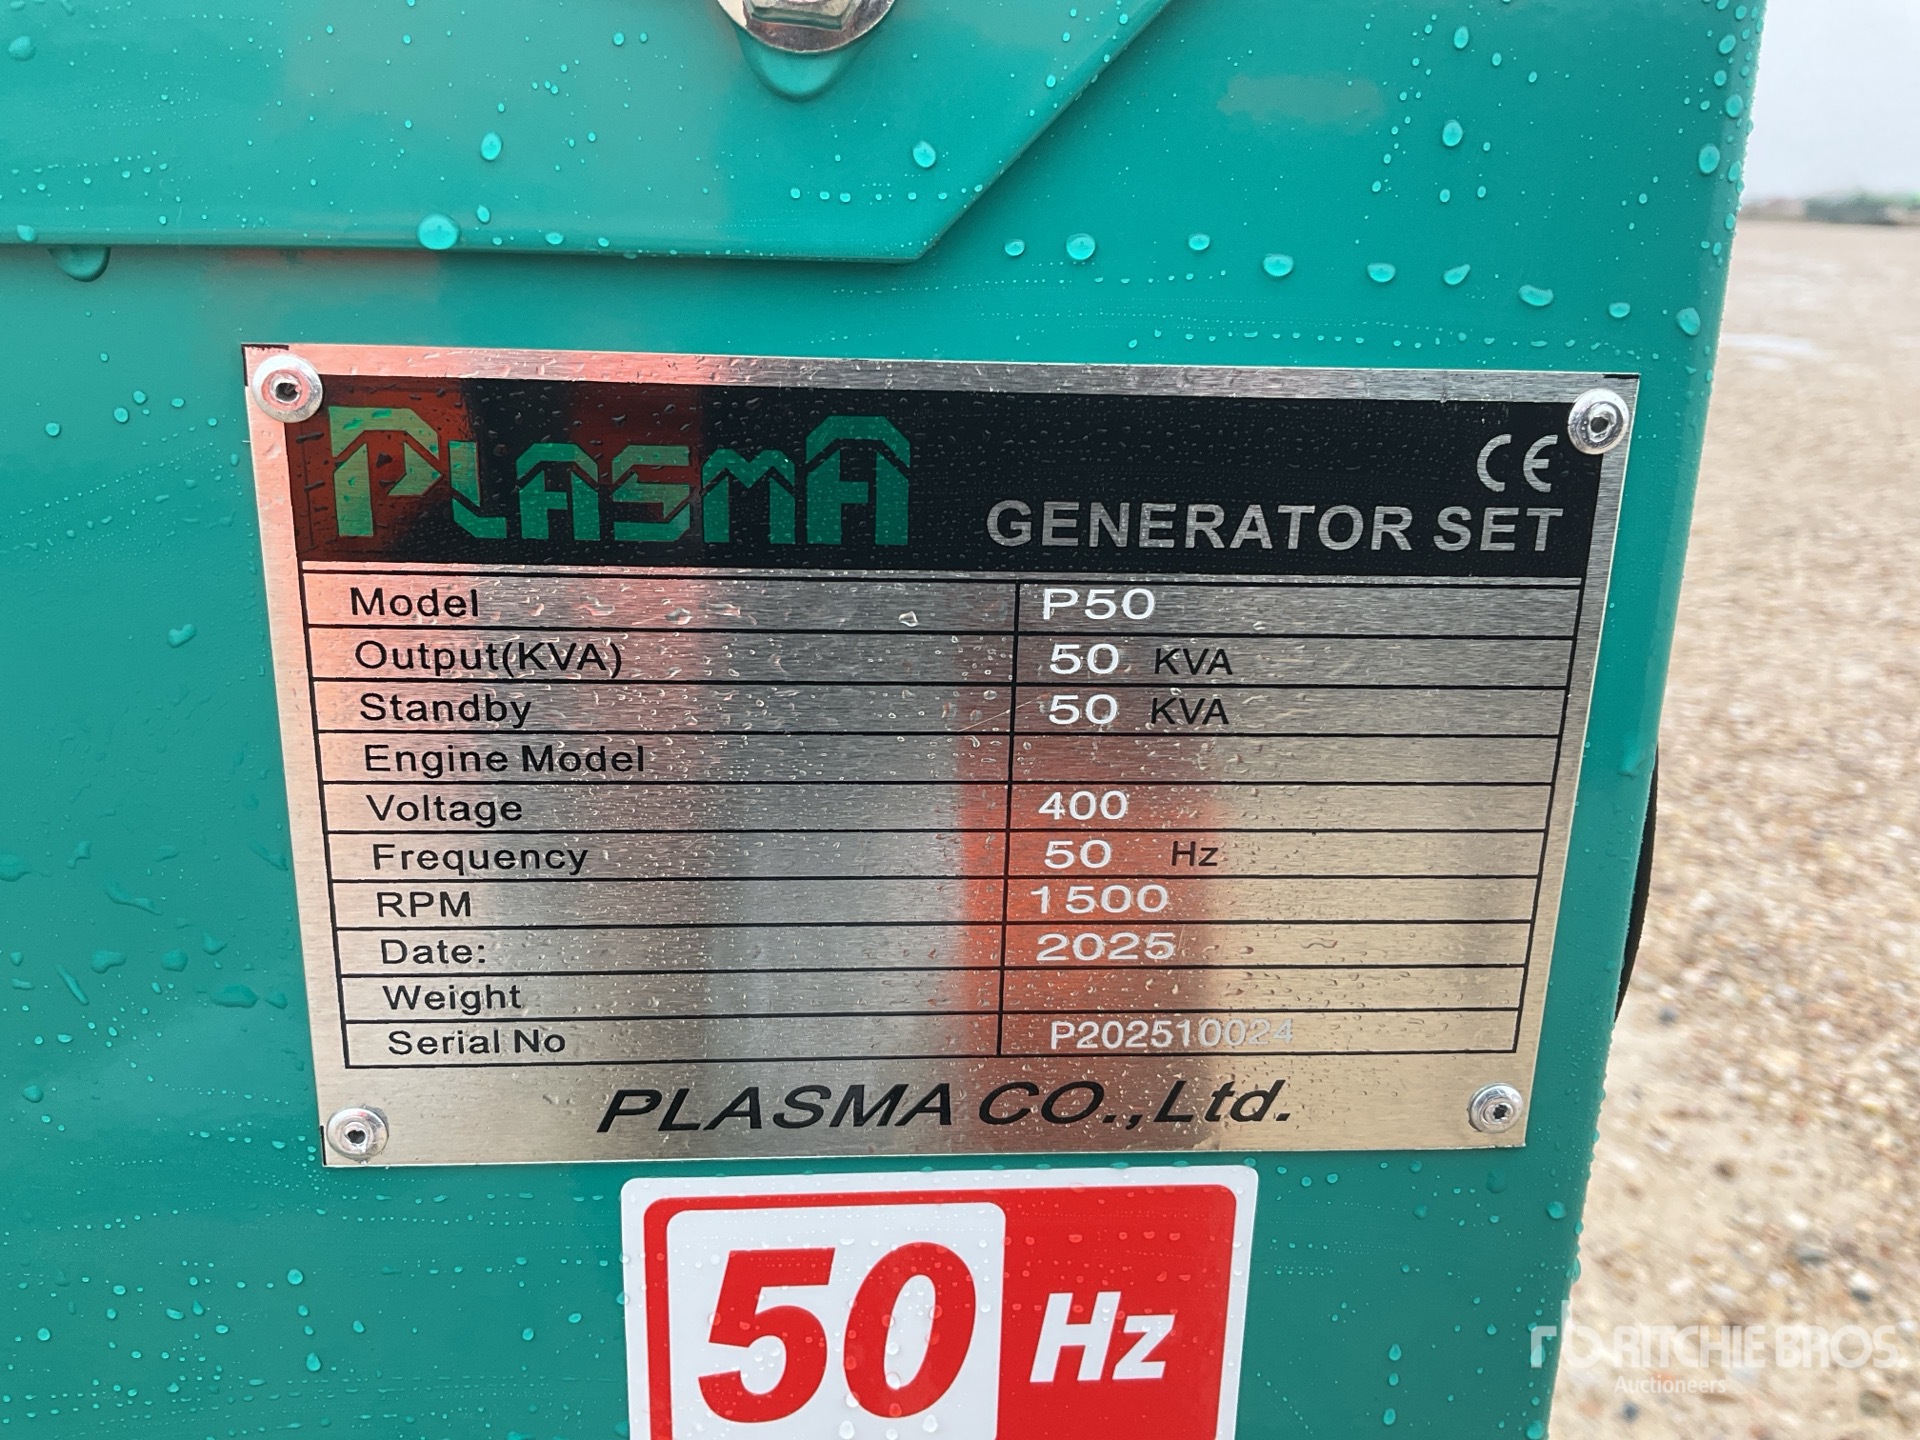 PLASMA
CE
GENERATOR SET
Model P50
Output(KVA) 50 KVA
Standby 50 KVA
Engine Model
Voltage 400
Frequency 50 Hz
RPM 1500
Date: 2025
Weight
Serial No P202510024
PLASMA CO.,Ltd.
50 Hz
rb RITCHIE BROS.
Auctioneers